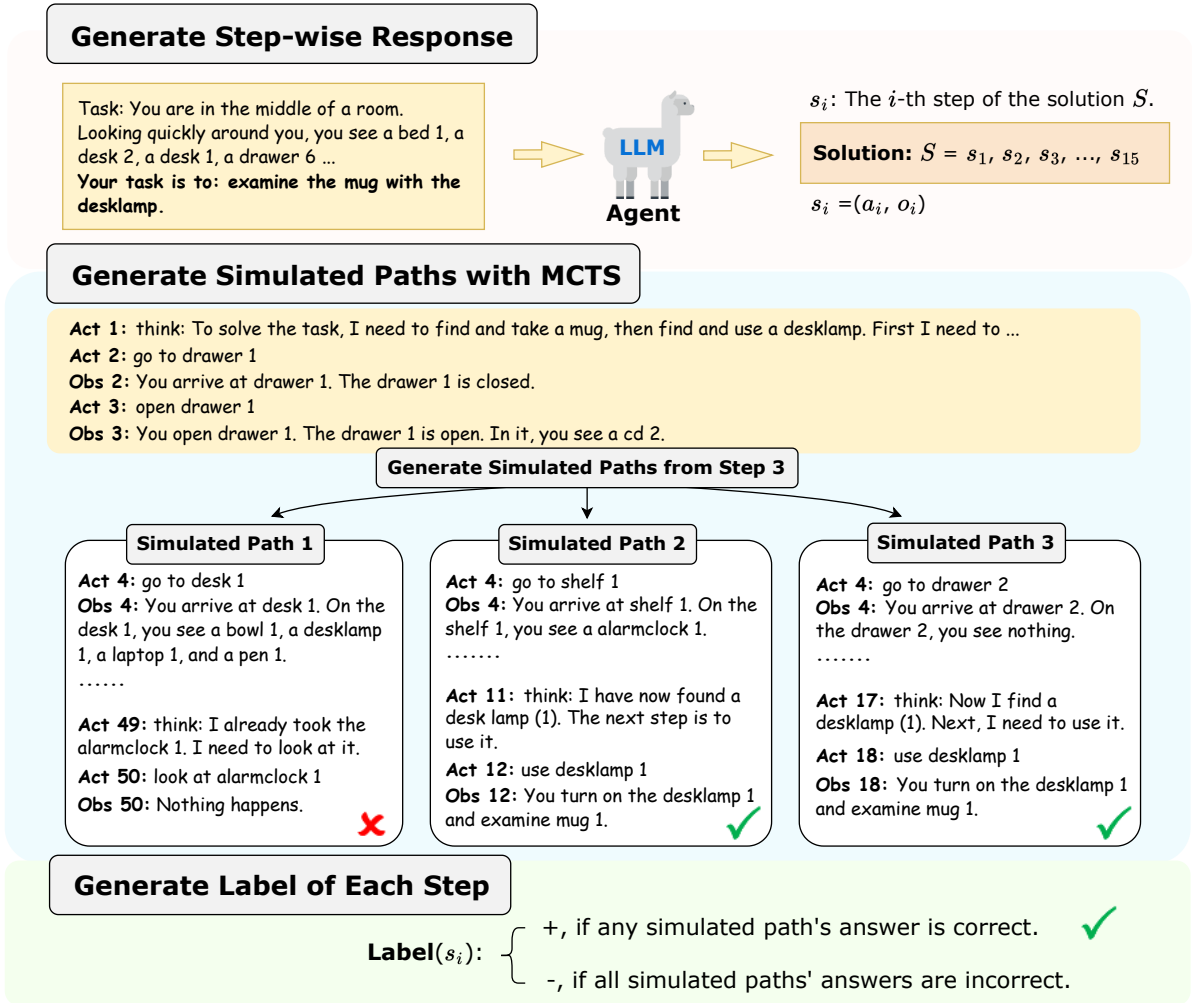 Generate Step-wise Response
Task: You are in the middle of a room.
Looking quickly around you, you see a bed 1, a
desk 2, a desk 1, a drawer 6 ...
Your task is to: examine the mug with the
desklamp.
LLM
Agent
s_i: The i-th step of the solution S.
Solution: S = s_1, s_2, s_3, ..., s_15
s_i =(a_i, o_i)
Generate Simulated Paths with MCTS
Act 1: think: To solve the task, I need to find and take a mug, then find and use a desklamp. First I need to ...
Act 2: go to drawer 1
Obs 2: You arrive at drawer 1. The drawer 1 is closed.
Act 3: open drawer 1
Obs 3: You open drawer 1. The drawer 1 is open. In it, you see a cd 2.
Generate Simulated Paths from Step 3
Simulated Path 1
Act 4: go to desk 1
Obs 4: You arrive at desk 1. On the
desk 1, you see a bowl 1, a desklamp
1, a laptop 1, and a pen 1.
......
Act 49: think: I already took the
alarmclock 1. I need to look at it.
Act 50: look at alarmclock 1
Obs 50: Nothing happens.
Simulated Path 2
Act 4: go to shelf 1
Obs 4: You arrive at shelf 1. On the
shelf 1, you see a alarmclock 1.
.......
Act 11: think: I have now found a
desk lamp (1). The next step is to
use it.
Act 12: use desklamp 1
Obs 12: You turn on the desklamp 1
and examine mug 1.
Simulated Path 3
Act 4: go to drawer 2
Obs 4: You arrive at drawer 2. On
the drawer 2, you see nothing.
.......
Act 17: think: Now I find a
desklamp (1). Next, I need to use it.
Act 18: use desklamp 1
Obs 18: You turn on the desklamp 1
and examine mug 1.
Generate Label of Each Step
Label(s_i):
+, if any simulated path's answer is correct.
-, if all simulated paths' answers are incorrect.